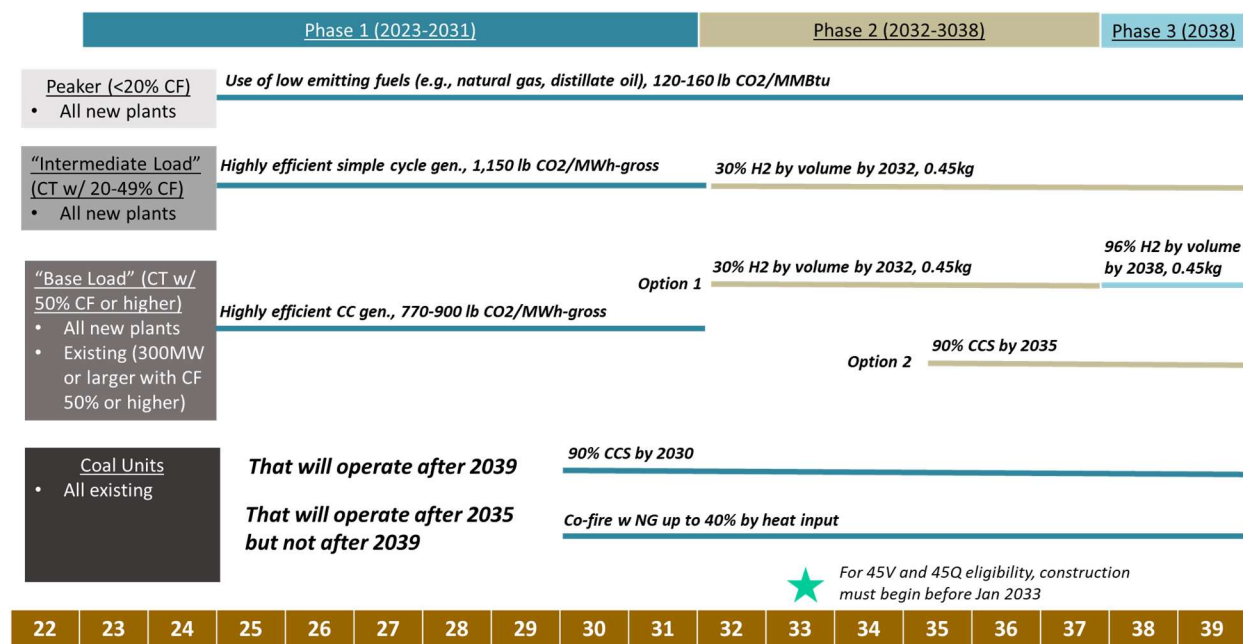 Phase 1 (2023-2031)
Phase 2 (2032-3038)
Phase 3 (2038)
Peaker (<20% CF)
• All new plants
Use of low emitting fuels (e.g., natural gas, distillate oil), 120-160 lb CO2/MMBtu
“Intermediate Load”
(CT w/ 20-49% CF)
• All new plants
Highly efficient simple cycle gen., 1,150 lb CO2/MWh-gross
30% H2 by volume by 2032, 0.45kg
“Base Load” (CT w/
50% CF or higher)
• All new plants
• Existing (300MW
or larger with CF
50% or higher)
Highly efficient CC gen., 770-900 lb CO2/MWh-gross
Option 1
30% H2 by volume by 2032, 0.45kg
96% H2 by volume
by 2038, 0.45kg
Option 2
90% CCS by 2035
Coal Units
• All existing
That will operate after 2039
90% CCS by 2030
That will operate after 2035
but not after 2039
Co-fire w NG up to 40% by heat input
For 45V and 45Q eligibility, construction
must begin before Jan 2033
22 23 24 25 26 27 28 29 30 31 32 33 34 35 36 37 38 39